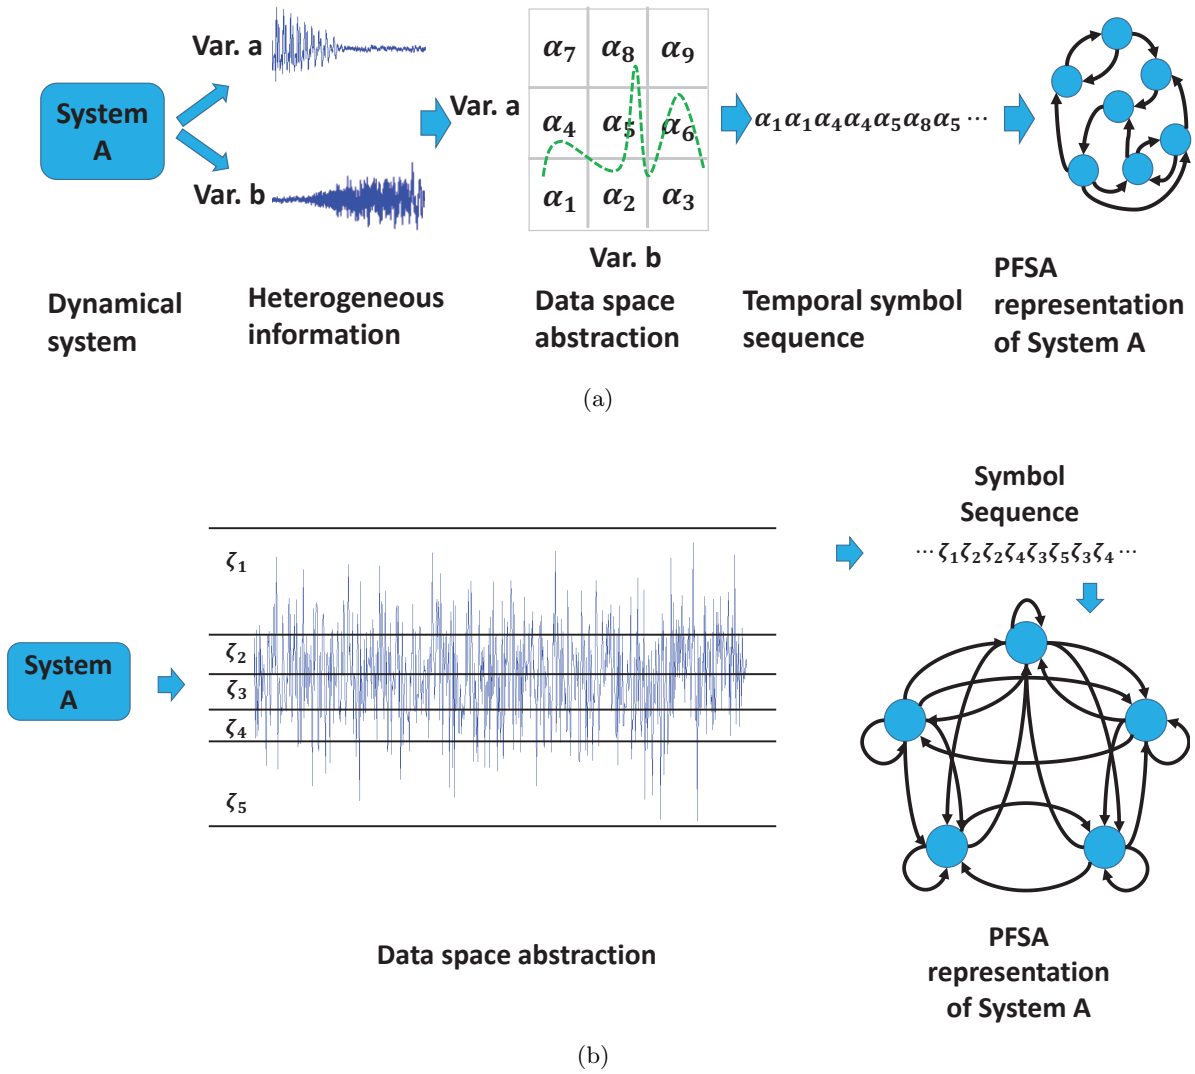 Var. a
System
A
Var. b
Var. a
α7 α8 α9
α4 α5 α6
α1 α2 α3
Var. b
α1α1α4α4α5α8α5 ⋯
Dynamical
system
Heterogeneous
information
Data space
abstraction
Temporal symbol
sequence
PFSA
representation
of System A
(a)
System
A
ζ1
ζ2
ζ3
ζ4
ζ5
Data space abstraction
Symbol
Sequence
⋯ ζ1ζ2ζ2ζ4ζ3ζ5ζ3ζ4 ⋯
PFSA
representation
of System A
(b)